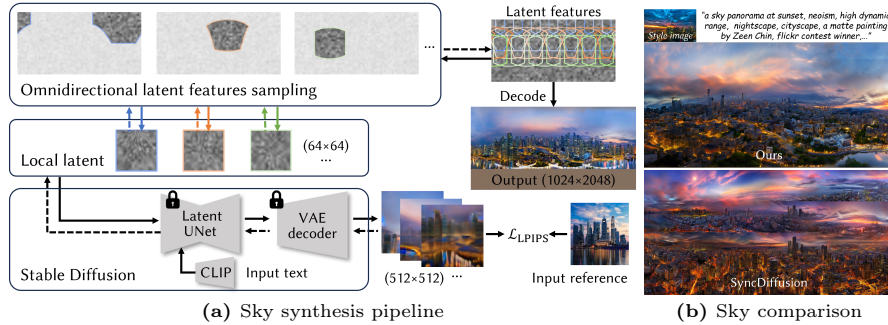 Omnidirectional latent features sampling
...
Latent features
Decode
Output (1024×2048)
Local latent
(64×64)
...
Stable Diffusion
Latent
UNet
VAE
decoder
CLIP
Input text
(512×512) ...
ℒLPIPS
Input reference
(a) Sky synthesis pipeline
Style image
"a sky panorama at sunset, neoism, high dynamic
range, nightscape, cityscape, a matte painting
by Zeen Chin, flickr contest winner,..."
Ours
SyncDiffusion
(b) Sky comparison